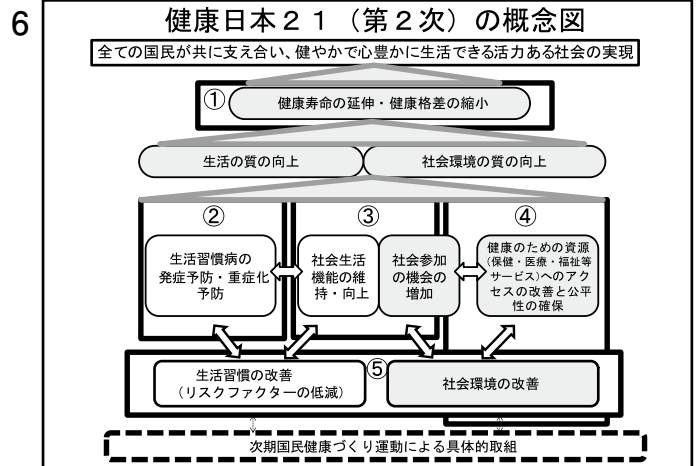 6
健康日本２１（第２次）の概念図
全ての国民が共に支え合い、健やかで心豊かに生活できる活力ある社会の実現
①
健康寿命の延伸・健康格差の縮小
生活の質の向上
社会環境の質の向上
②
③
④
生活習慣病の
発症予防・重症化
予防
社会生活
機能の維
持・向上
社会参加
の機会の
増加
健康のための資源
(保健・医療・福祉等
サービス)へのアク
セスの改善と公平
性の確保
⑤
生活習慣の改善
（リスクファクターの低減）
社会環境の改善
次期国民健康づくり運動による具体的取組